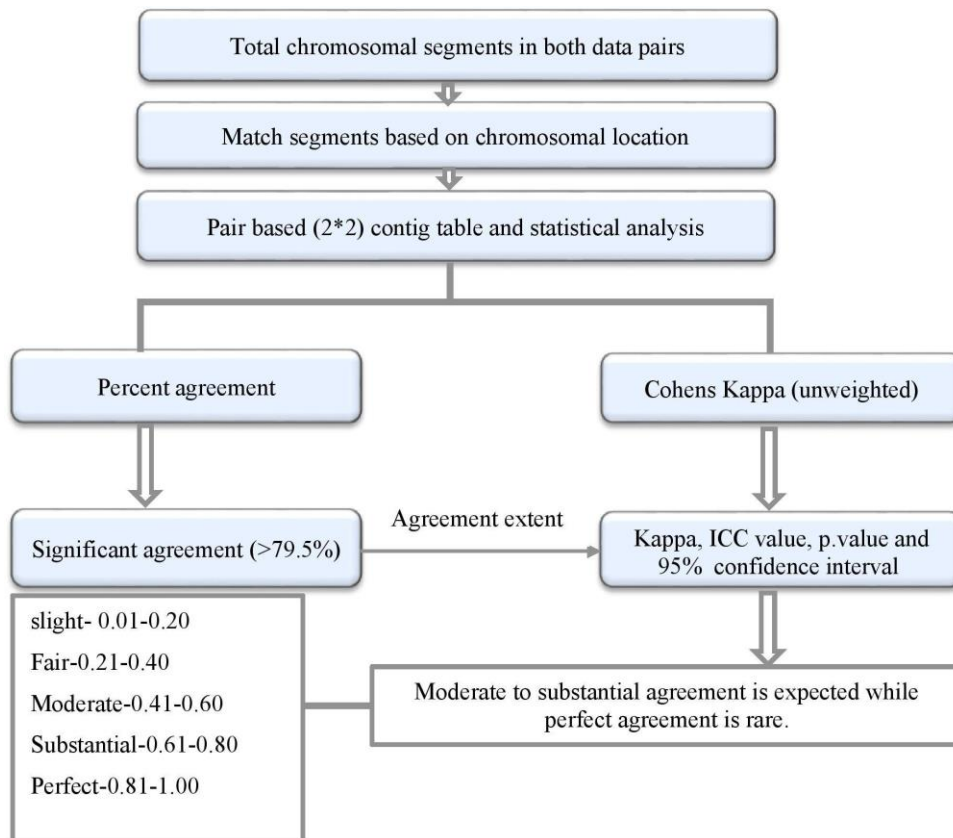 Total chromosomal segments in both data pairs
Match segments based on chromosomal location
Pair based (2*2) contig table and statistical analysis
Percent agreement
Cohens Kappa (unweighted)
Significant agreement (>79.5%)
Agreement extent
Kappa, ICC value, p.value and
95% confidence interval
slight- 0.01-0.20
Fair-0.21-0.40
Moderate-0.41-0.60
Substantial-0.61-0.80
Perfect-0.81-1.00
Moderate to substantial agreement is expected while
perfect agreement is rare.